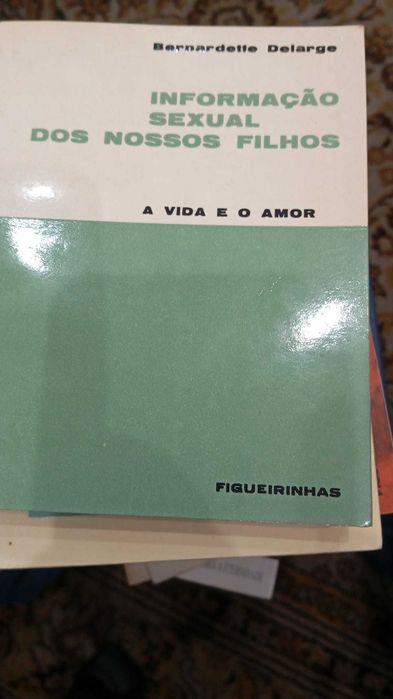 Bernardette Delarge
INFORMAÇÃO
SEXUAL
DOS NOSSOS FILHOS
A VIDA E O AMOR
FIGUEIRINHAS